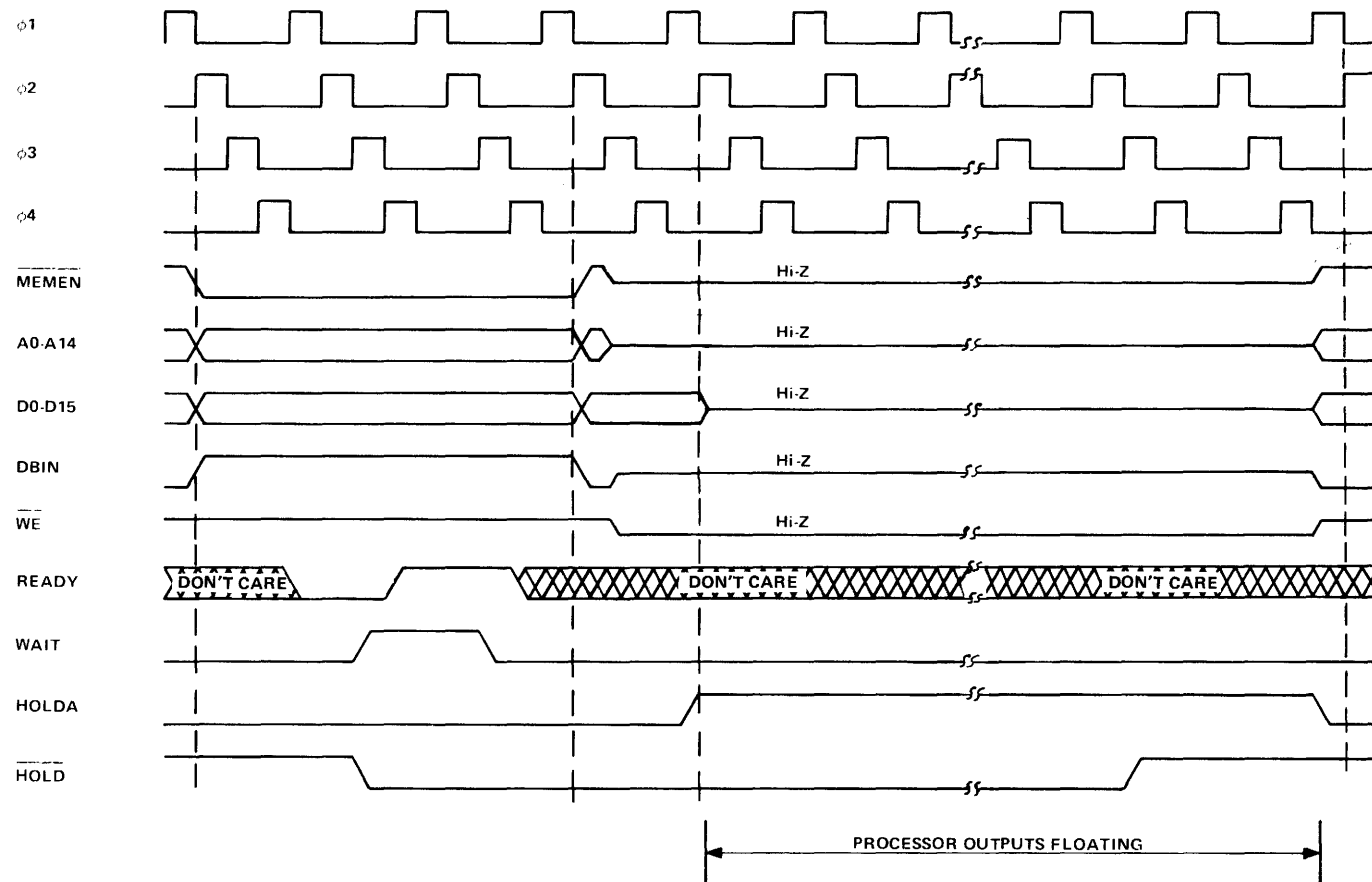 ϕ1
ϕ2
ϕ3
ϕ4
MEMEN Hi-Z
A0-A14 Hi-Z
D0-D15 Hi-Z
DBIN Hi-Z
WE Hi-Z
READY DON'T CARE DON'T CARE DON'T CARE
WAIT
HOLDA
HOLD
PROCESSOR OUTPUTS FLOATING